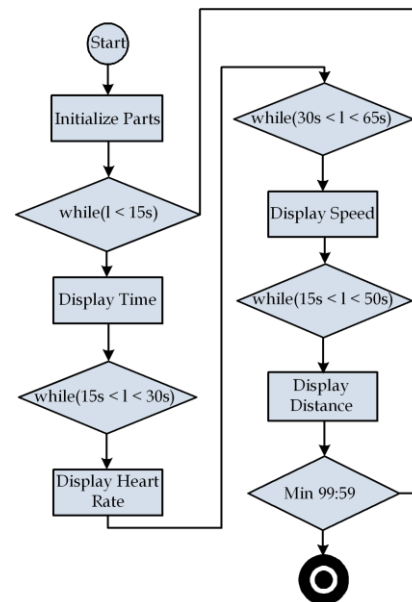 Start
Initialize Parts
while(l < 15s)
Display Time
while(15s < l < 30s)
Display Heart
Rate
while(30s < l < 65s)
Display Speed
while(15s < l < 50s)
Display
Distance
Min 99:59